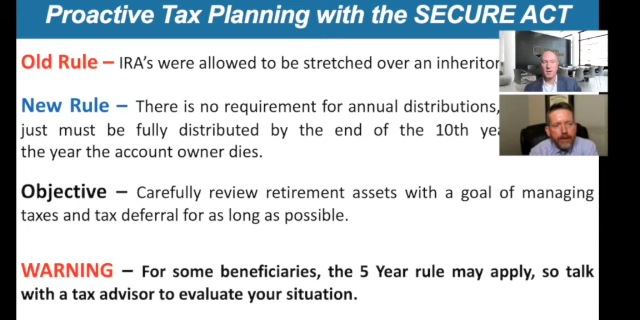 Proactive Tax Planning with the SECURE ACT
Old Rule – IRA's were allowed to be stretched over an inheritor
New Rule – There is no requirement for annual distributions,
just must be fully distributed by the end of the 10th
the year the account owner dies.
Objective – Carefully review retirement assets with a goal of managing
taxes and tax deferral for as long as possible.
WARNING – For some beneficiaries, the 5 Year rule may apply, so talk
with a tax advisor to evaluate your situation.